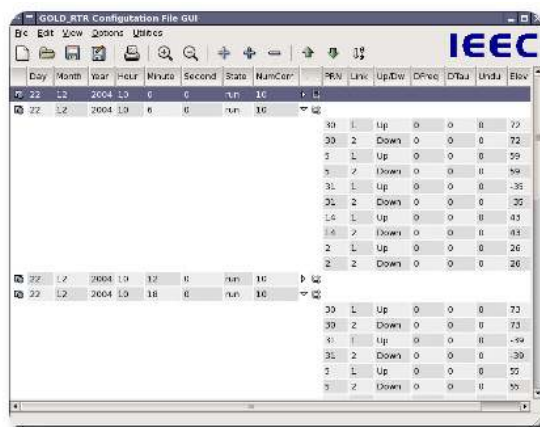 GOLD_RTR Configutation File GUI
File Edit View Options Utilities
IEEC
Day Month Year Hour Minute Second State NumCorr PRN Link Up/Dw DFreq DTau Undu Elev
22 12 2004 10 0 0 run 10
22 12 2004 10 6 0 run 10
30 1 Up 0 0 0 72
30 2 Down 0 0 0 72
5 1 Up 0 0 0 59
5 2 Down 0 0 0 59
31 1 Up 0 0 0 -35
31 2 Down 0 0 0 35
14 1 Up 0 0 0 43
14 2 Down 0 0 0 43
2 1 Up 0 0 0 26
2 2 Down 0 0 0 26
22 12 2004 10 12 0 run 10
22 12 2004 10 18 0 run 10
30 1 Up 0 0 0 73
30 2 Down 0 0 0 73
31 1 Up 0 0 0 -39
31 2 Down 0 0 0 -39
5 1 Up 0 0 0 55
5 2 Down 0 0 0 55